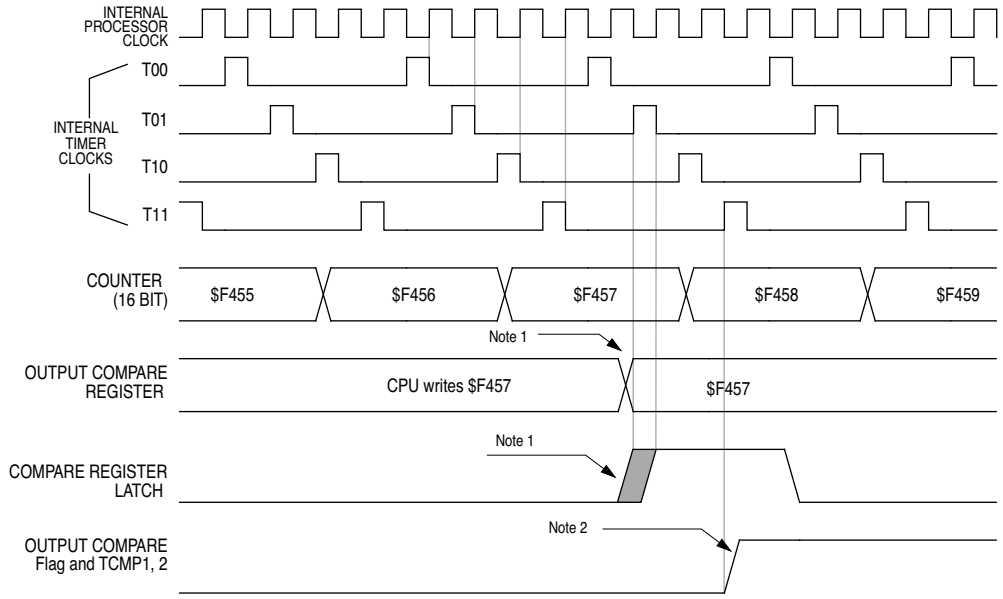 INTERNAL
PROCESSOR
CLOCK
T00
T01
INTERNAL
TIMER
CLOCKS
T10
T11
COUNTER
(16 BIT)
$F455
$F456
$F457
$F458
$F459
Note 1
OUTPUT COMPARE
REGISTER
CPU writes $F457
$F457
Note 1
COMPARE REGISTER
LATCH
Note 2
OUTPUT COMPARE
Flag and TCMP1, 2